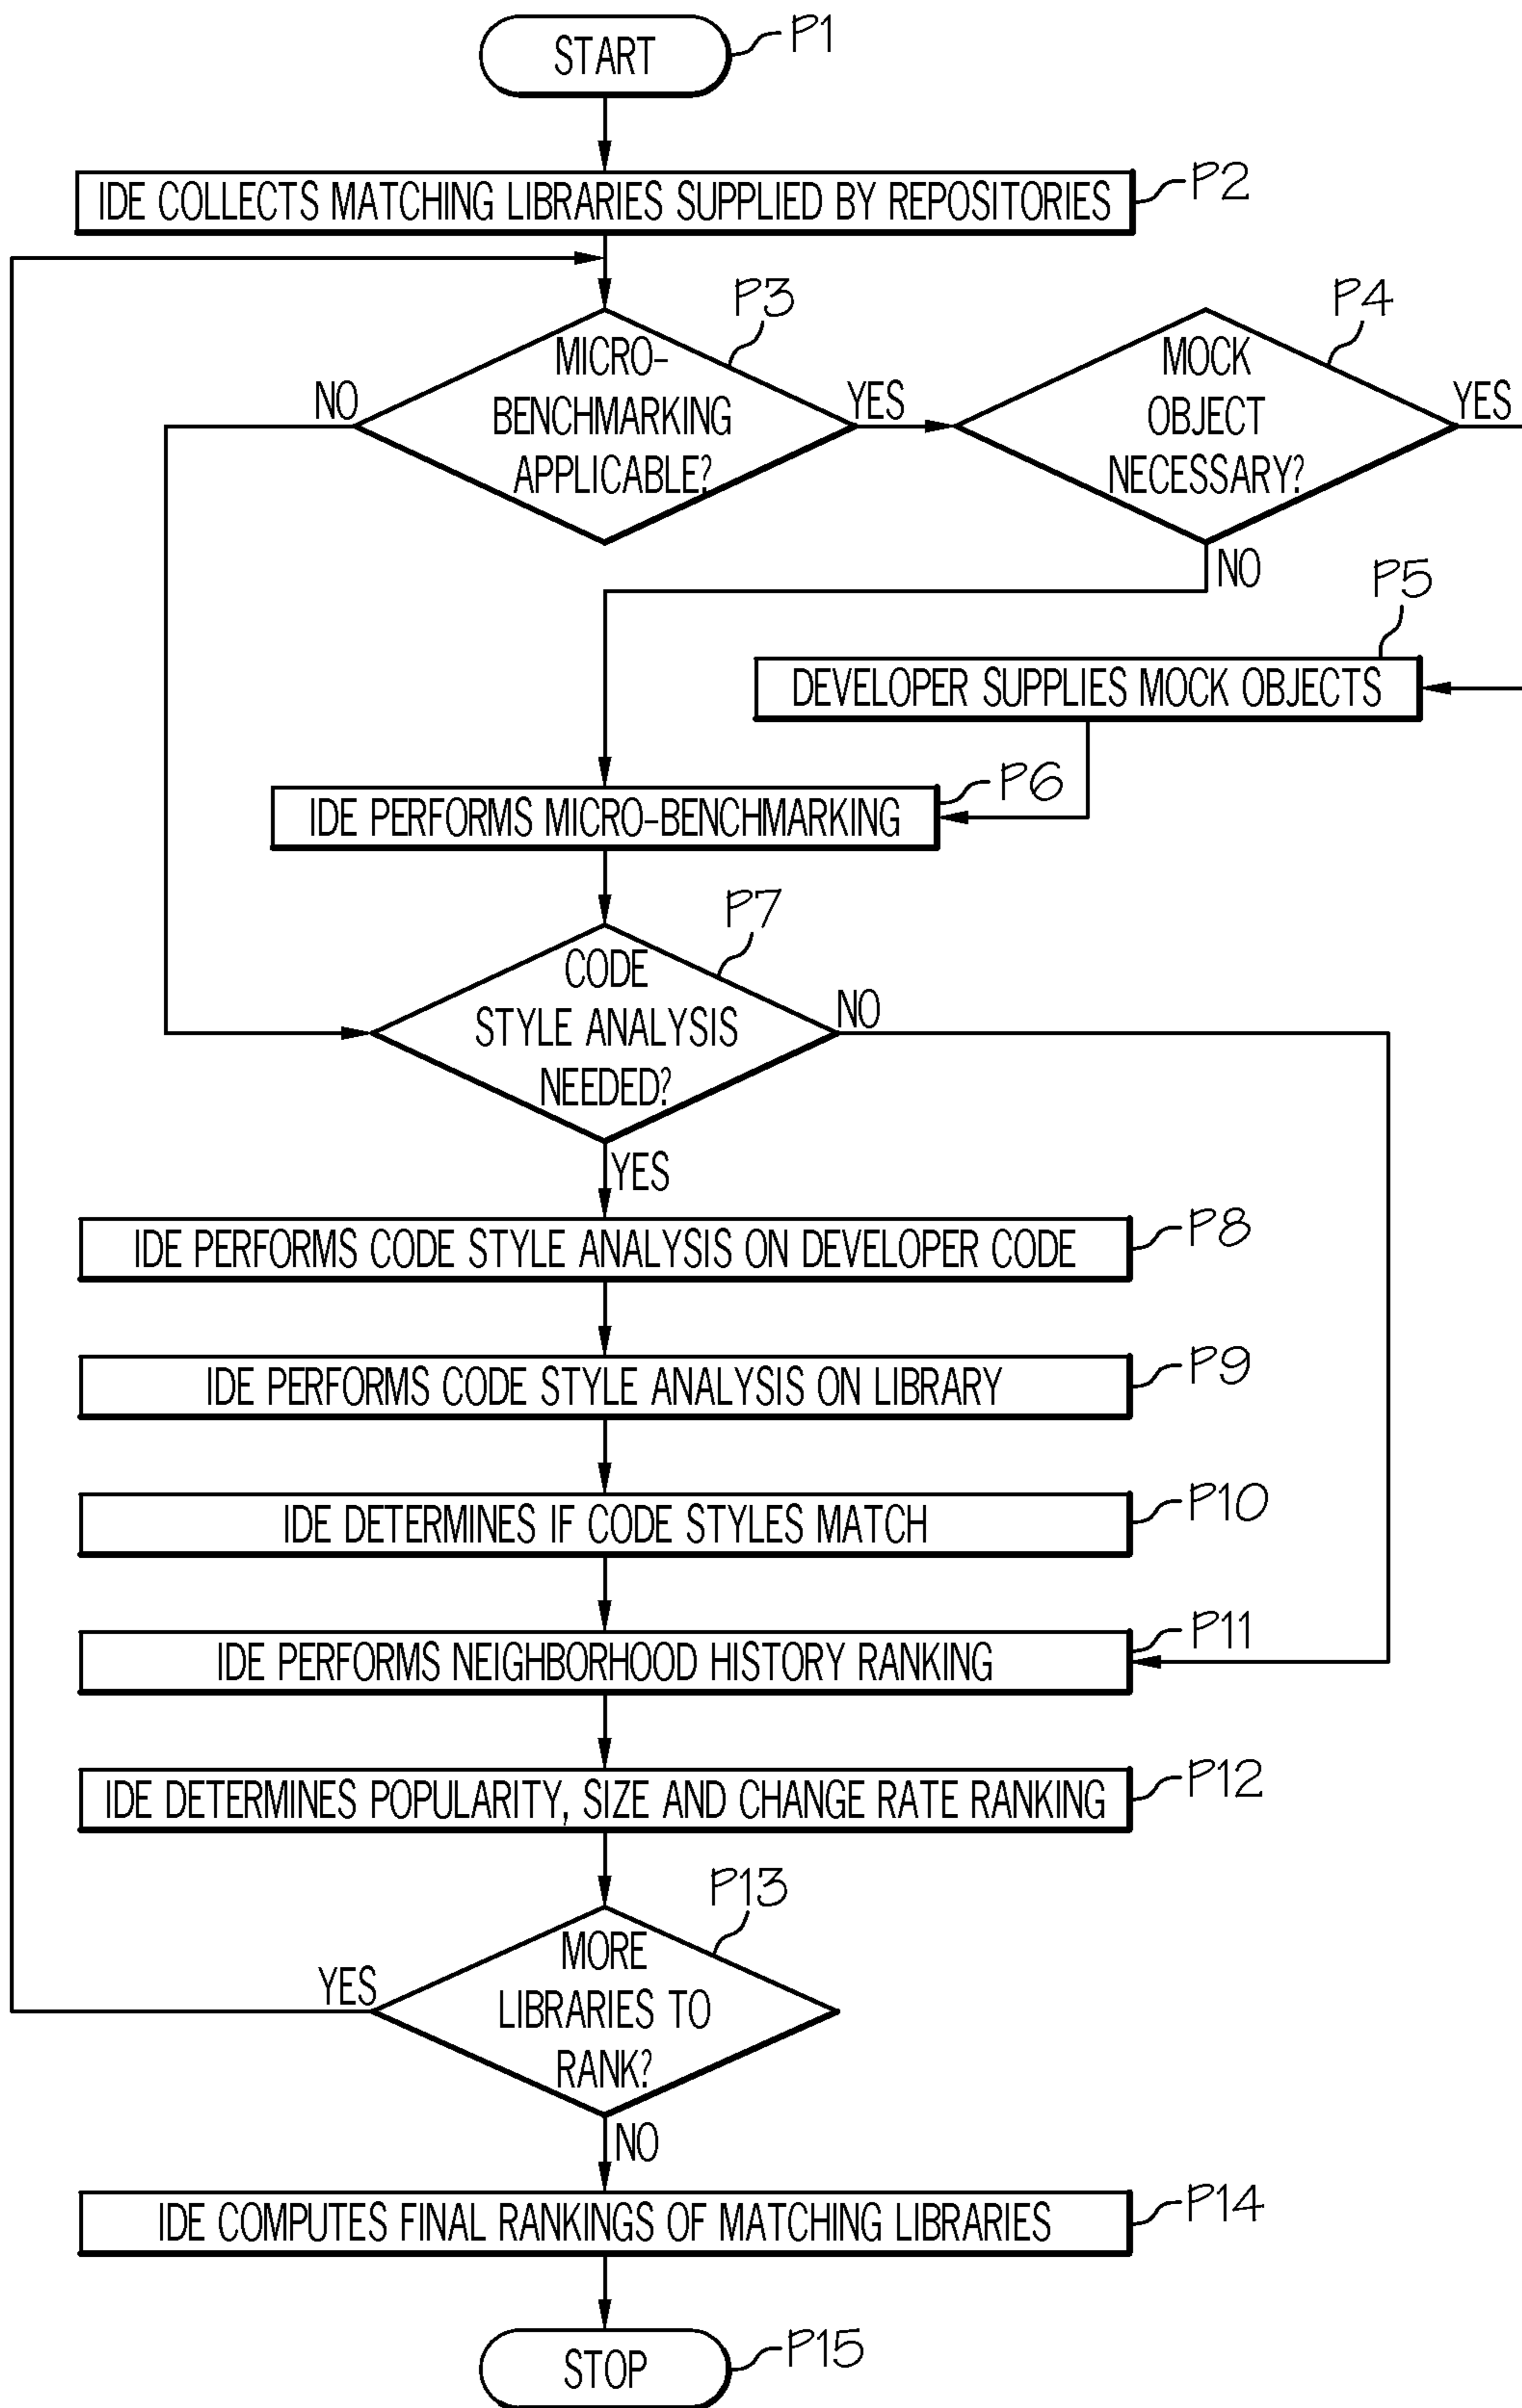 START
P1
IDE COLLECTS MATCHING LIBRARIES SUPPLIED BY REPOSITORIES
P2
P3
MICRO-
BENCHMARKING
APPLICABLE?
NO
YES
P4
MOCK
OBJECT
NECESSARY?
YES
NO
P5
DEVELOPER SUPPLIES MOCK OBJECTS
P6
IDE PERFORMS MICRO-BENCHMARKING
P7
CODE
STYLE ANALYSIS
NEEDED?
NO
YES
IDE PERFORMS CODE STYLE ANALYSIS ON DEVELOPER CODE
P8
IDE PERFORMS CODE STYLE ANALYSIS ON LIBRARY
P9
IDE DETERMINES IF CODE STYLES MATCH
P10
IDE PERFORMS NEIGHBORHOOD HISTORY RANKING
P11
IDE DETERMINES POPULARITY, SIZE AND CHANGE RATE RANKING
P12
P13
MORE
LIBRARIES TO
RANK?
YES
NO
IDE COMPUTES FINAL RANKINGS OF MATCHING LIBRARIES
P14
STOP
P15